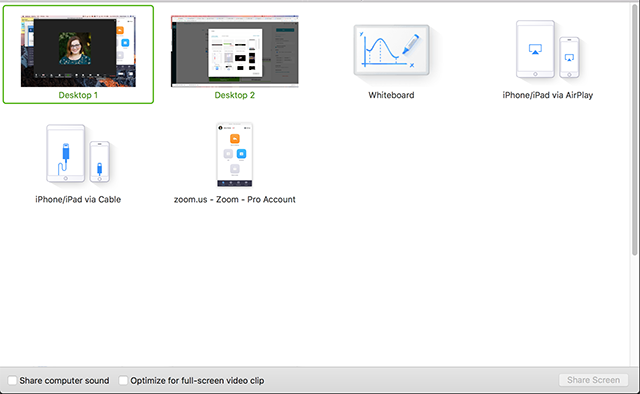 Desktop 1
Desktop 2
Whiteboard
iPhone/iPad via AirPlay
iPhone/iPad via Cable
zoom.us - Zoom - Pro Account
Share computer sound
Optimize for full-screen video clip
Share Screen